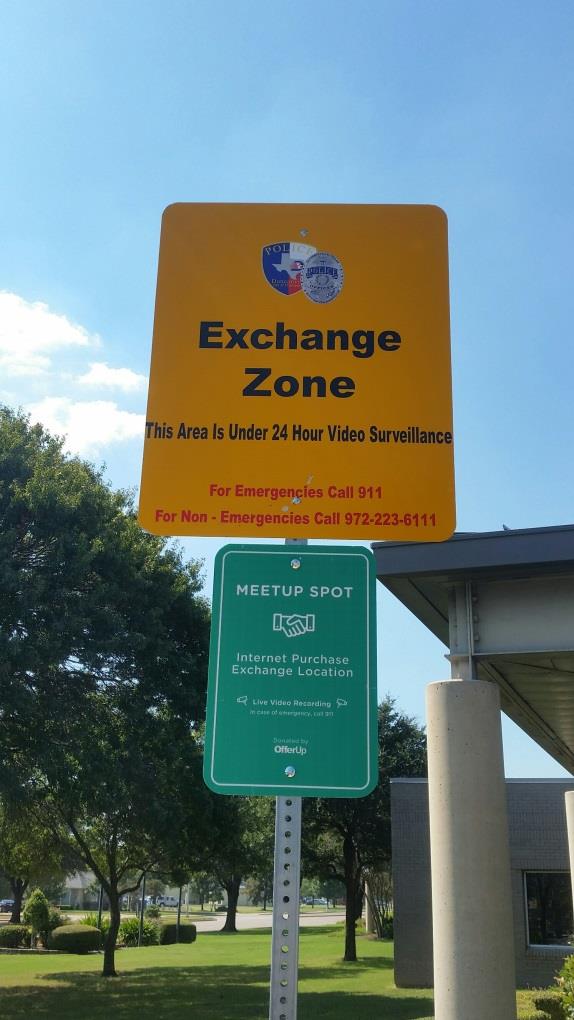 POLICE
POLICE
Exchange
Zone
This Area Is Under 24 Hour Video Surveillance
For Emergencies Call 911
For Non - Emergencies Call 972-223-6111
MEETUP SPOT
Internet Purchase
Exchange Location
Live Video Recording
In case of emergency, call 911
Donated by
OfferUp